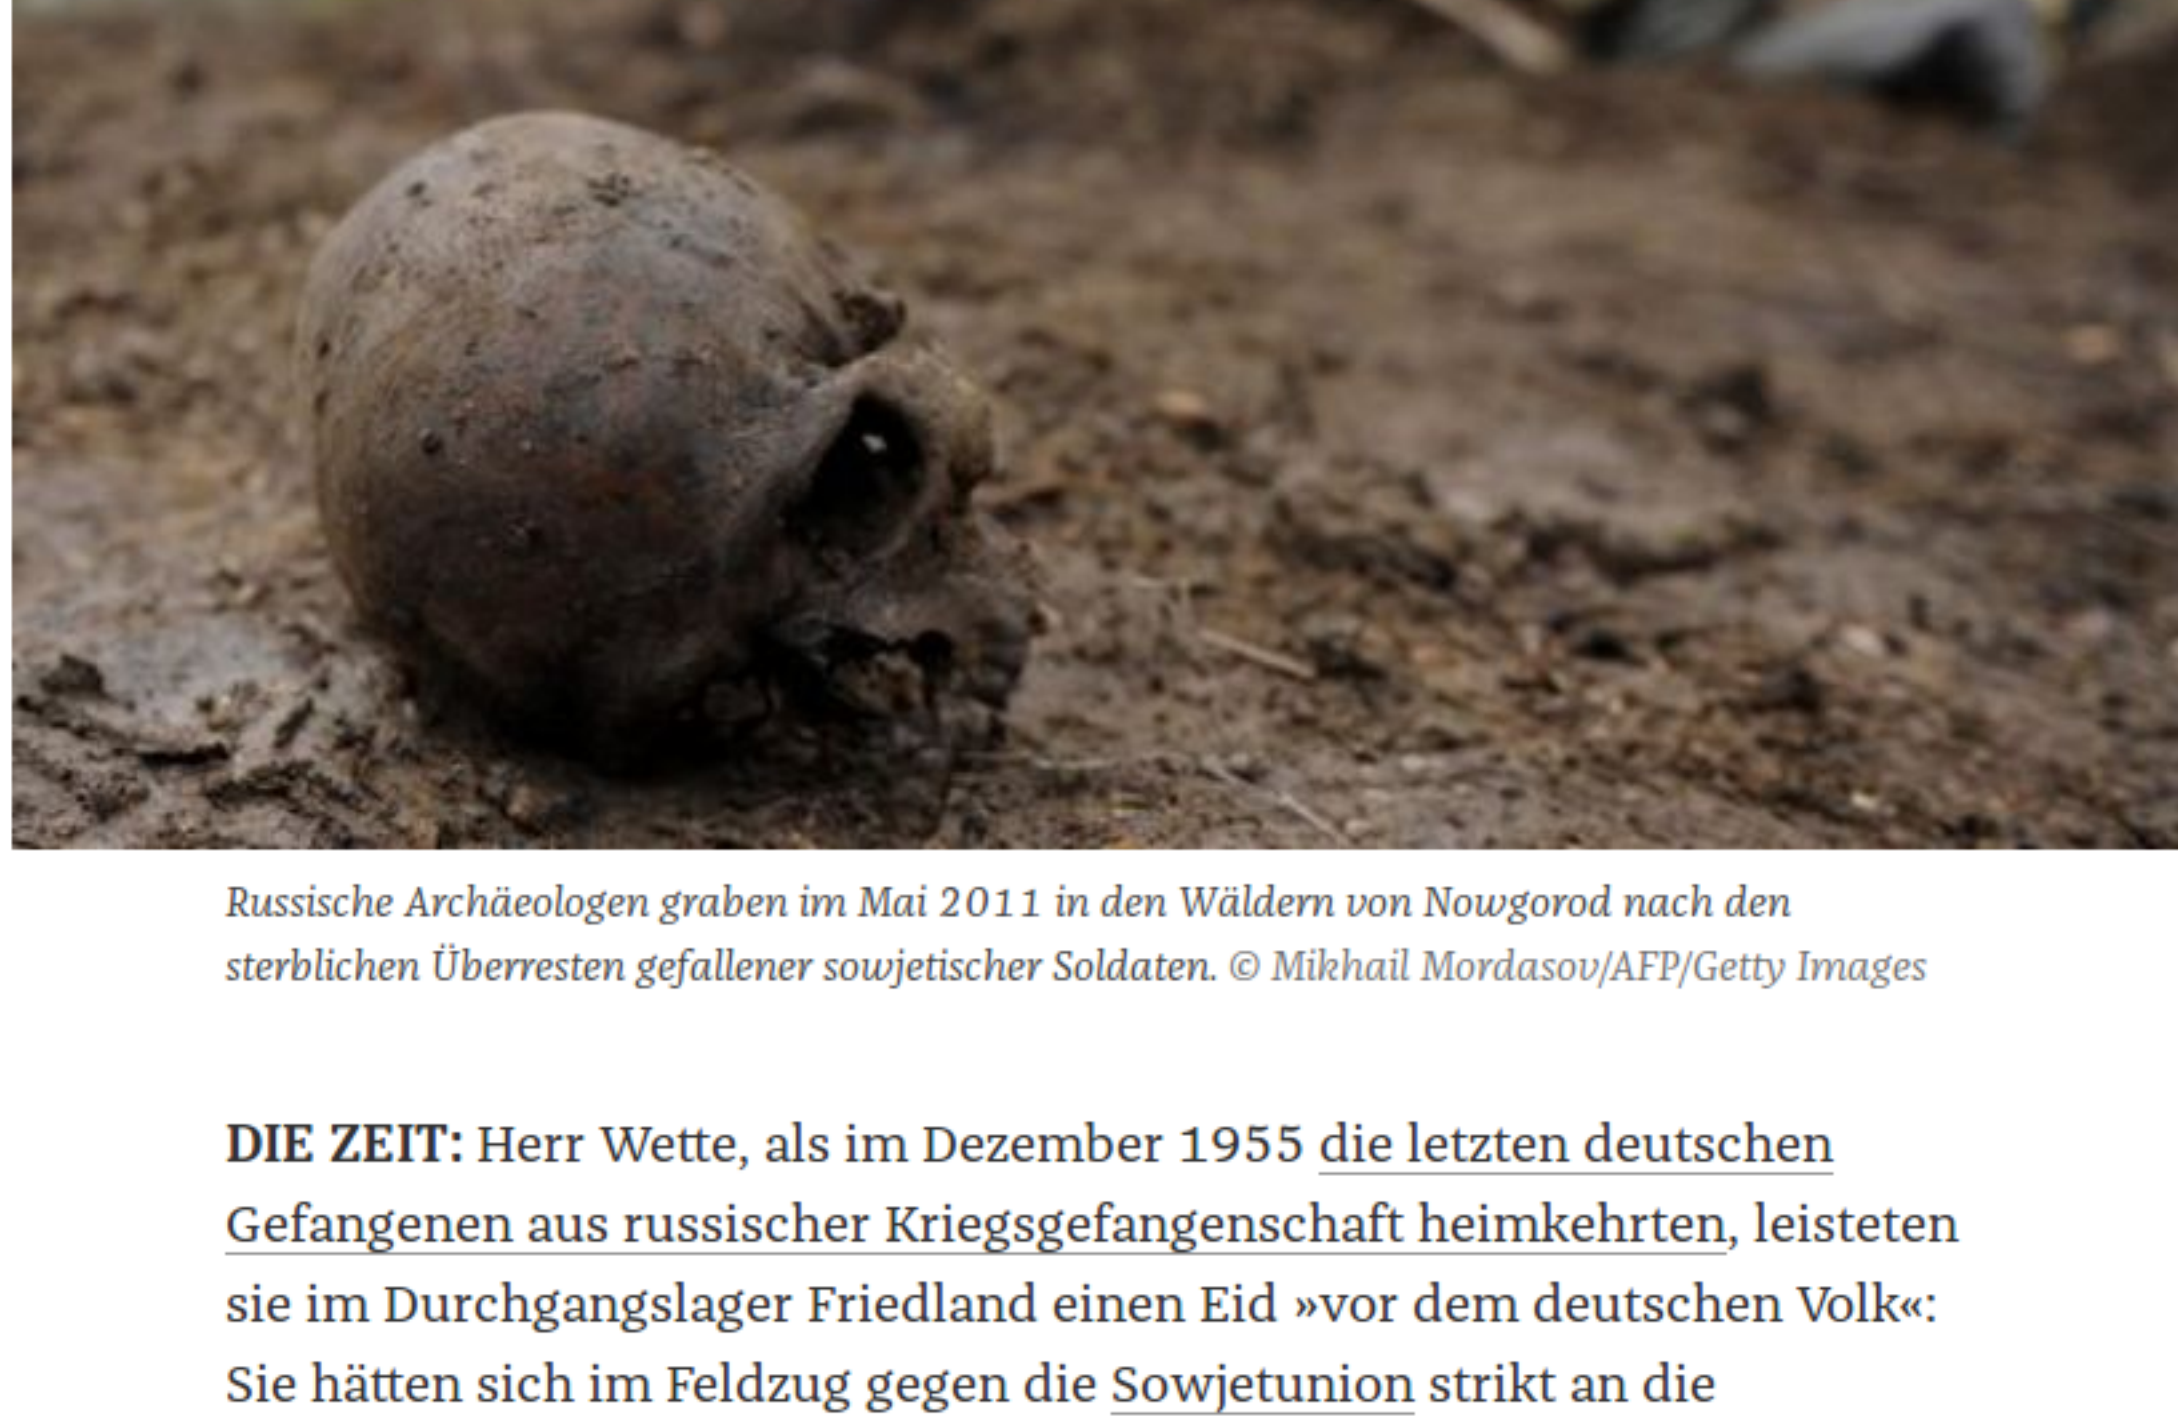 Russische Archäeologen graben im Mai 2011 in den Wäldern von Nowgorod nach den
sterblichen Überresten gefallener sowjetischer Soldaten. © Mikhail Mordasov/AFP/Getty Images
DIE ZEIT: Herr Wette, als im Dezember 1955 die letzten deutschen
Gefangenen aus russischer Kriegsgefangenschaft heimkehrten, leisteten
sie im Durchgangslager Friedland einen Eid »vor dem deutschen Volk«:
Sie hätten sich im Feldzug gegen die Sowjetunion strikt an die